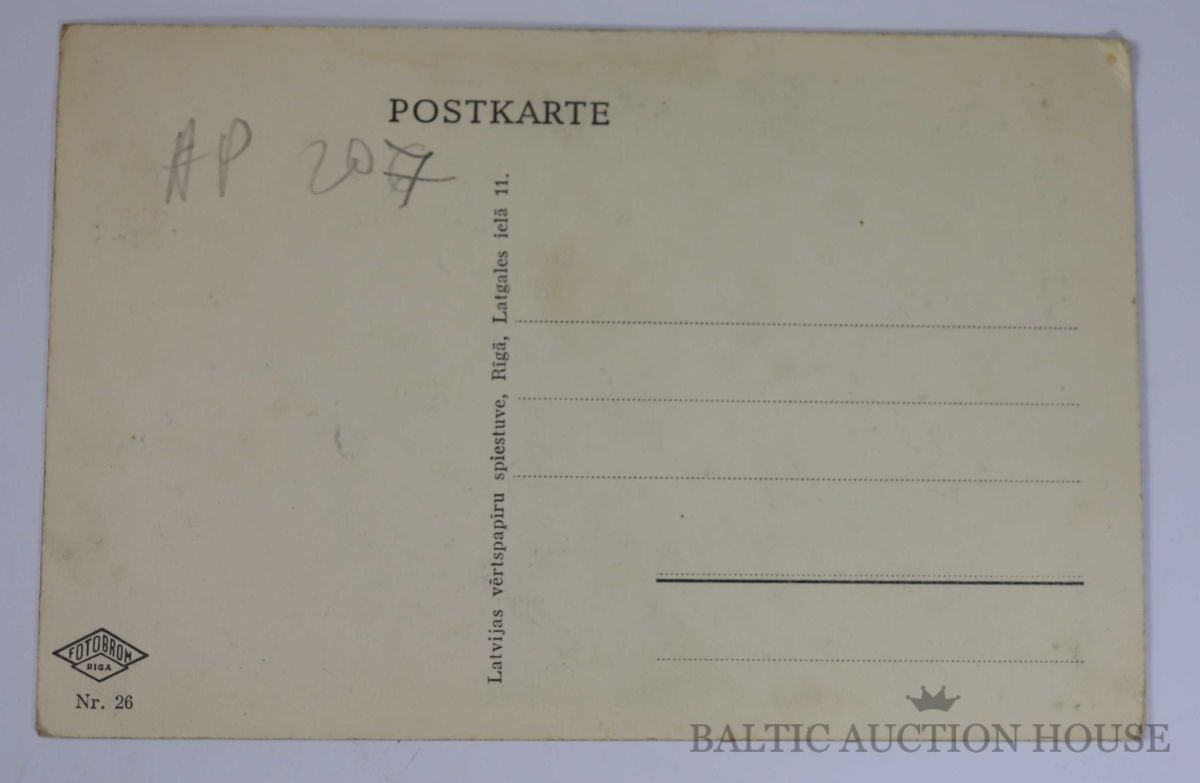 POSTKARTE
AP 207
Latvijas vērtspapīru spiestuve, Rīgā, Latgales ielā 11.
FOTOBROM
RIGA
Nr. 26
BALTIC AUCTION HOUSE